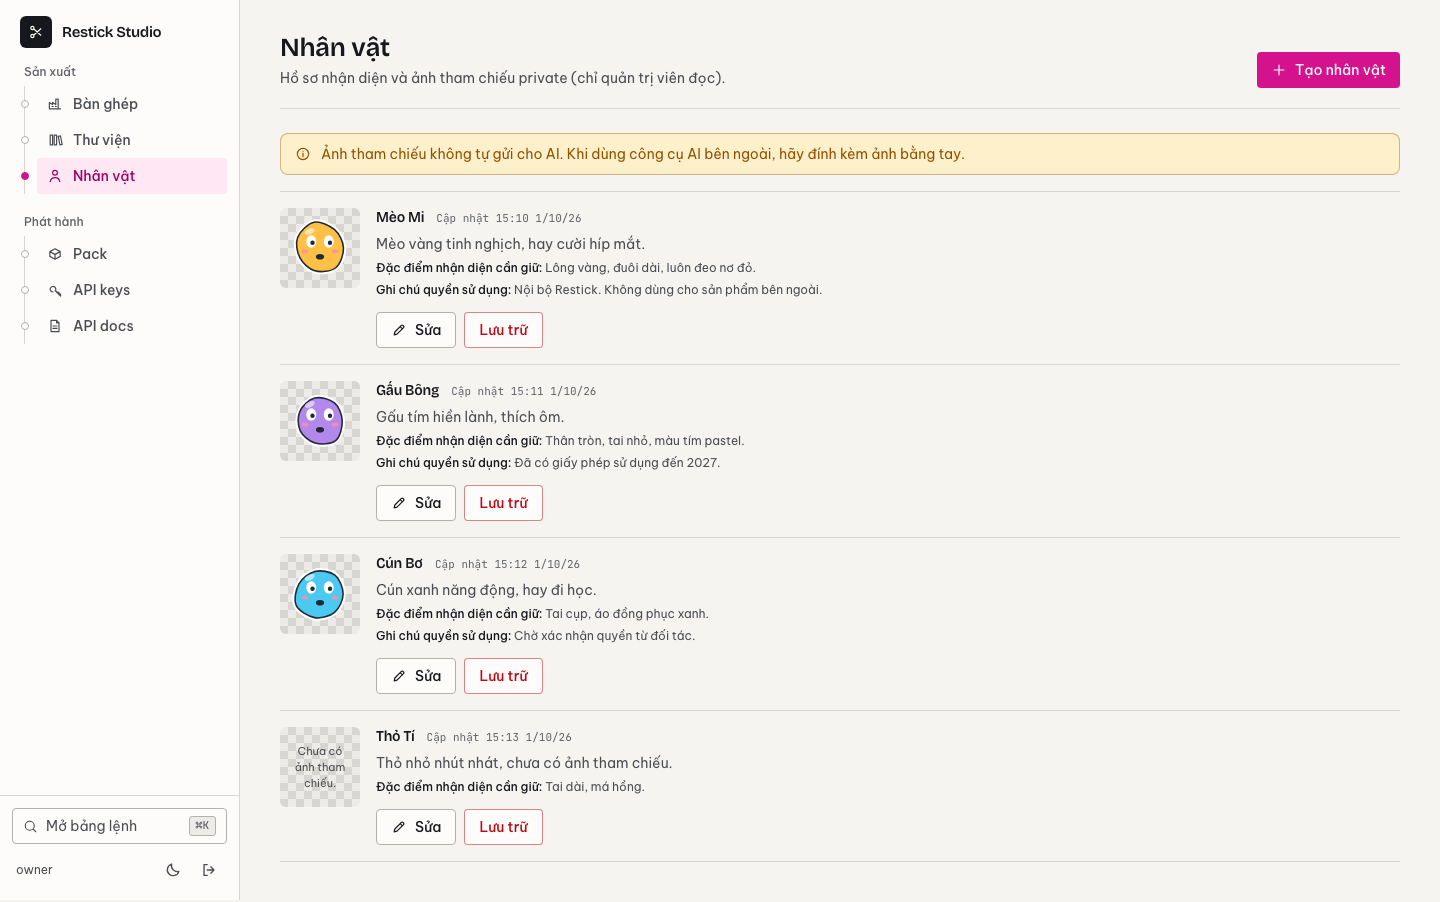 Restick Studio
Sản xuất
Bàn ghép
Thư viện
Nhân vật
Phát hành
Pack
API keys
API docs
Mở bảng lệnh
⌘K
owner
Nhân vật
Hồ sơ nhận diện và ảnh tham chiếu private (chỉ quản trị viên đọc).
Tạo nhân vật
Ảnh tham chiếu không tự gửi cho AI. Khi dùng công cụ AI bên ngoài, hãy đính kèm ảnh bằng tay.
Mèo Mi Cập nhật 15:10 1/10/26
Mèo vàng tinh nghịch, hay cười híp mắt.
Đặc điểm nhận diện cần giữ: Lông vàng, đuôi dài, luôn đeo nơ đỏ.
Ghi chú quyền sử dụng: Nội bộ Restick. Không dùng cho sản phẩm bên ngoài.
Sửa Lưu trữ
Gấu Bông Cập nhật 15:11 1/10/26
Gấu tím hiền lành, thích ôm.
Đặc điểm nhận diện cần giữ: Thân tròn, tai nhỏ, màu tím pastel.
Ghi chú quyền sử dụng: Đã có giấy phép sử dụng đến 2027.
Sửa Lưu trữ
Cún Bơ Cập nhật 15:12 1/10/26
Cún xanh năng động, hay đi học.
Đặc điểm nhận diện cần giữ: Tai cụp, áo đồng phục xanh.
Ghi chú quyền sử dụng: Chờ xác nhận quyền từ đối tác.
Sửa Lưu trữ
Chưa có
ảnh tham
chiếu.
Thỏ Tí Cập nhật 15:13 1/10/26
Thỏ nhỏ nhút nhát, chưa có ảnh tham chiếu.
Đặc điểm nhận diện cần giữ: Tai dài, má hồng.
Sửa Lưu trữ